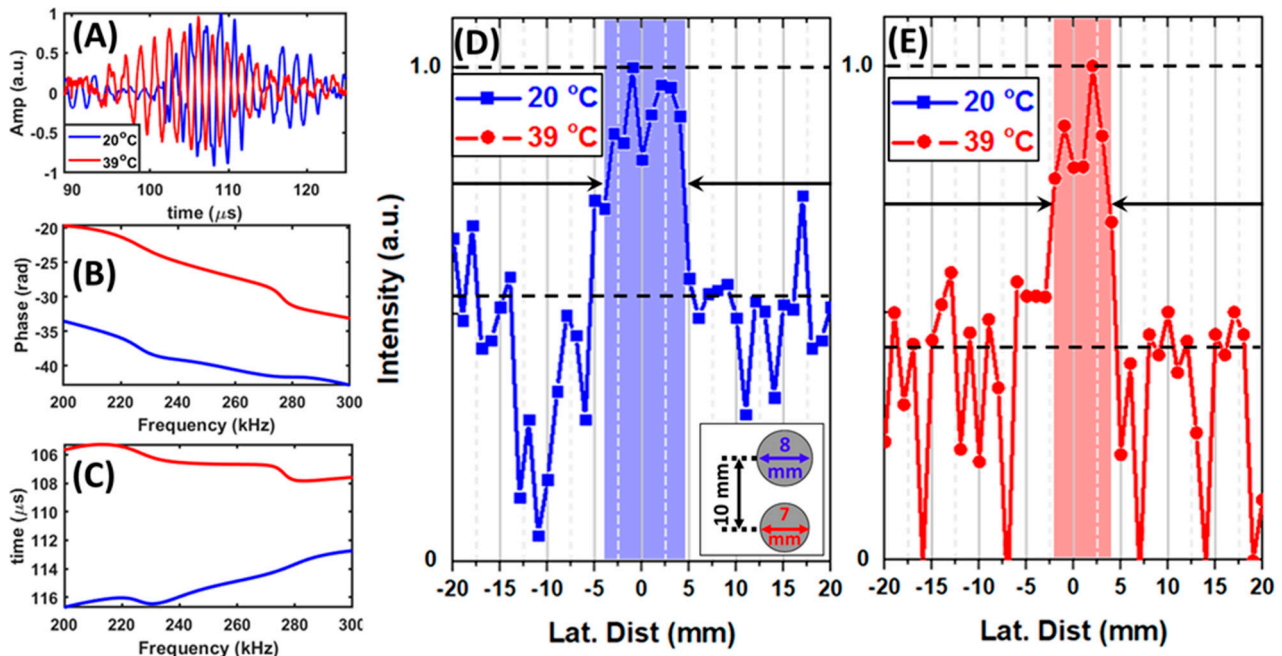 (A)
Amp (a.u.)
1
0.5
0
-0.5
-1
20°C
39°C
90 100 110 120
time (μs)
(B)
Phase (rad)
-20
-25
-30
-35
-40
200 220 240 260 280 300
Frequency (kHz)
(C)
time (μs)
106
108
110
112
114
116
200 220 240 260 280 300
Frequency (kHz)
(D)
Intensity (a.u.)
1.0
20 °C
39 °C
10 mm
8
mm
7
mm
0
-20 -15 -10 -5 0 5 10 15 20
Lat. Dist (mm)
(E)
1.0
20 °C
39 °C
0
-20 -15 -10 -5 0 5 10 15 20
Lat. Dist (mm)